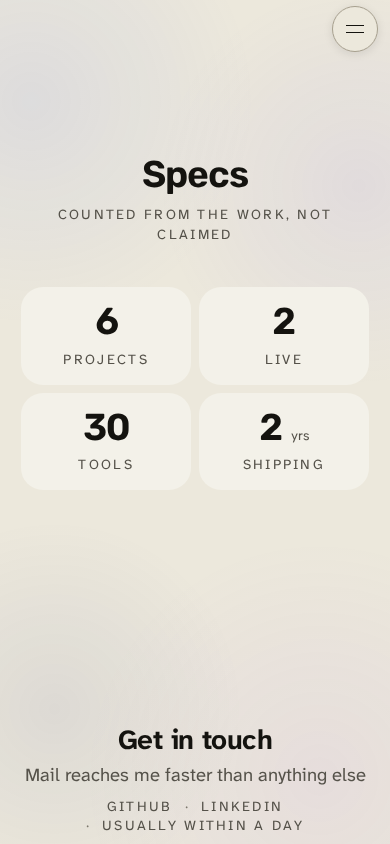 Specs
COUNTED FROM THE WORK, NOT
CLAIMED
6
PROJECTS
2
LIVE
30
TOOLS
2 yrs
SHIPPING
Get in touch
Mail reaches me faster than anything else
GITHUB · LINKEDIN
· USUALLY WITHIN A DAY